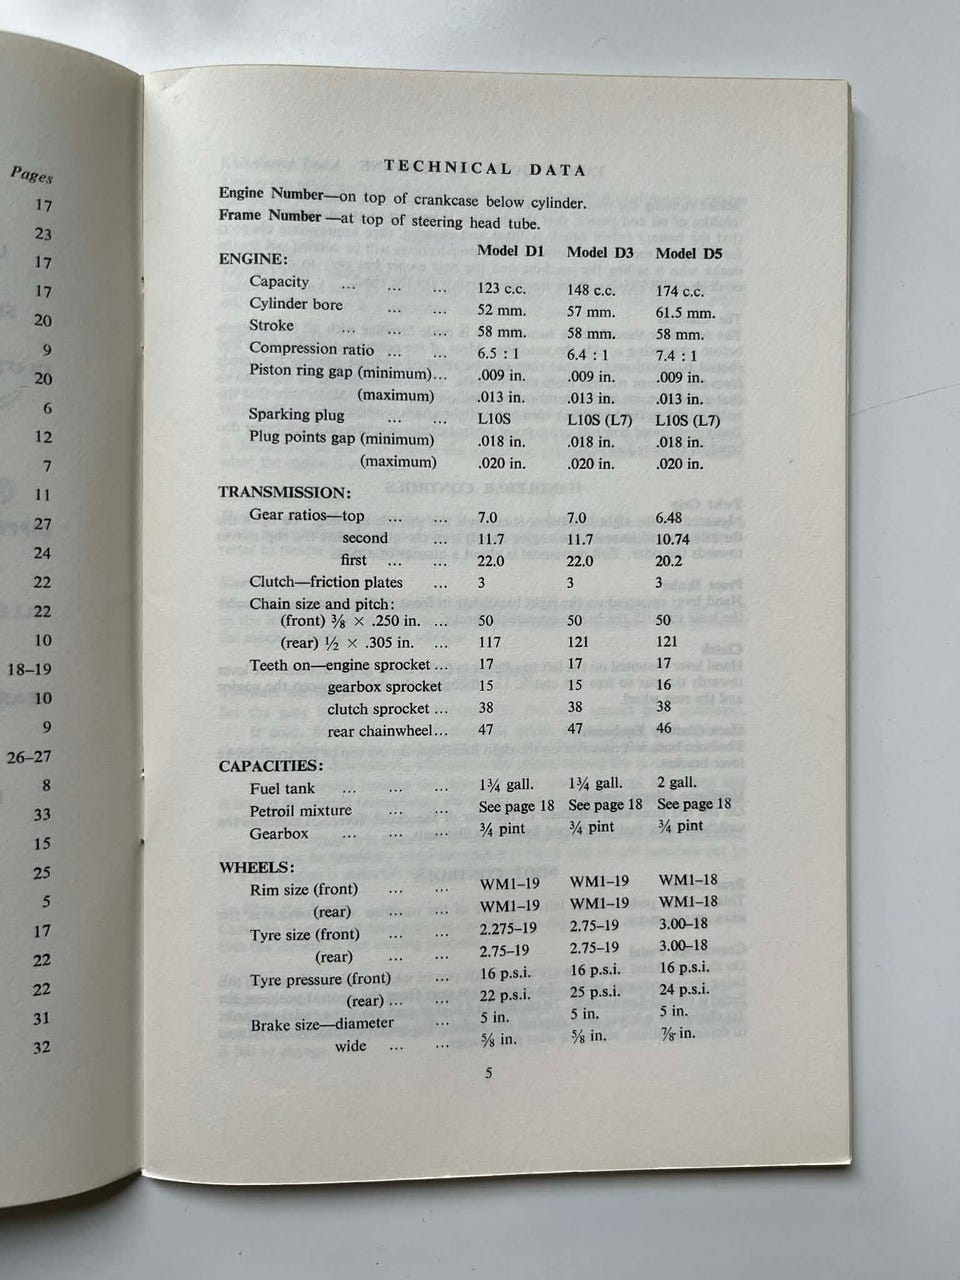 Pages
17
23
17
17
20
9
20
6
12
7
11
27
24
22
22
10
18–19
10
9
26–27
8
33
15
25
5
17
22
22
31
32
TECHNICAL DATA
Engine Number—on top of crankcase below cylinder.
Frame Number—at top of steering head tube.
Model D1 Model D3 Model D5
ENGINE:
Capacity ... ... ... 123 c.c. 148 c.c. 174 c.c.
Cylinder bore ... ... 52 mm. 57 mm. 61.5 mm.
Stroke ... ... ... 58 mm. 58 mm. 58 mm.
Compression ratio ... ... 6.5 : 1 6.4 : 1 7.4 : 1
Piston ring gap (minimum)... .009 in. .009 in. .009 in.
(maximum) .013 in. .013 in. .013 in.
Sparking plug ... ... L10S L10S (L7) L10S (L7)
Plug points gap (minimum) .018 in. .018 in. .018 in.
(maximum) .020 in. .020 in. .020 in.
TRANSMISSION:
Gear ratios—top ... ... 7.0 7.0 6.48
second ... 11.7 11.7 10.74
first ... ... 22.0 22.0 20.2
Clutch—friction plates ... 3 3 3
Chain size and pitch:
(front) ⅜ × .250 in. ... 50 50 50
(rear) ½ × .305 in. ... 117 121 121
Teeth on—engine sprocket ... 17 17 17
gearbox sprocket 15 15 16
clutch sprocket ... 38 38 38
rear chainwheel... 47 47 46
CAPACITIES:
Fuel tank ... ... ... 1¾ gall. 1¾ gall. 2 gall.
Petroil mixture ... ... See page 18 See page 18 See page 18
Gearbox ... ... ... ¾ pint ¾ pint ¾ pint
WHEELS:
Rim size (front) ... ... WM1–19 WM1–19 WM1–18
(rear) ... ... WM1–19 WM1–19 WM1–18
Tyre size (front) ... ... 2.275–19 2.75–19 3.00–18
(rear) ... ... 2.75–19 2.75–19 3.00–18
Tyre pressure (front) ... 16 p.s.i. 16 p.s.i. 16 p.s.i.
(rear) ... ... 22 p.s.i. 25 p.s.i. 24 p.s.i.
Brake size—diameter ... 5 in. 5 in. 5 in.
wide ... ... ⅝ in. ⅝ in. ⅞ in.
5